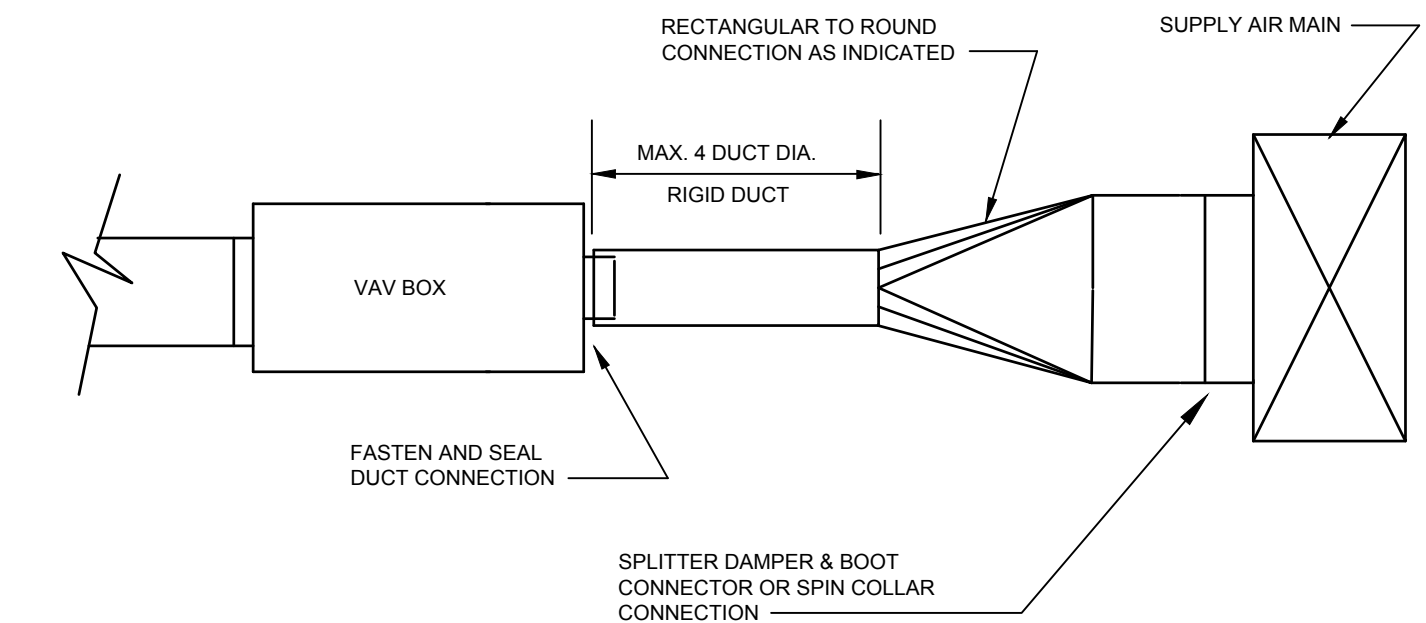 RECTANGULAR TO ROUND
CONNECTION AS INDICATED
SUPPLY AIR MAIN
MAX. 4 DUCT DIA.
RIGID DUCT
VAV BOX
FASTEN AND SEAL
DUCT CONNECTION
SPLITTER DAMPER & BOOT
CONNECTOR OR SPIN COLLAR
CONNECTION